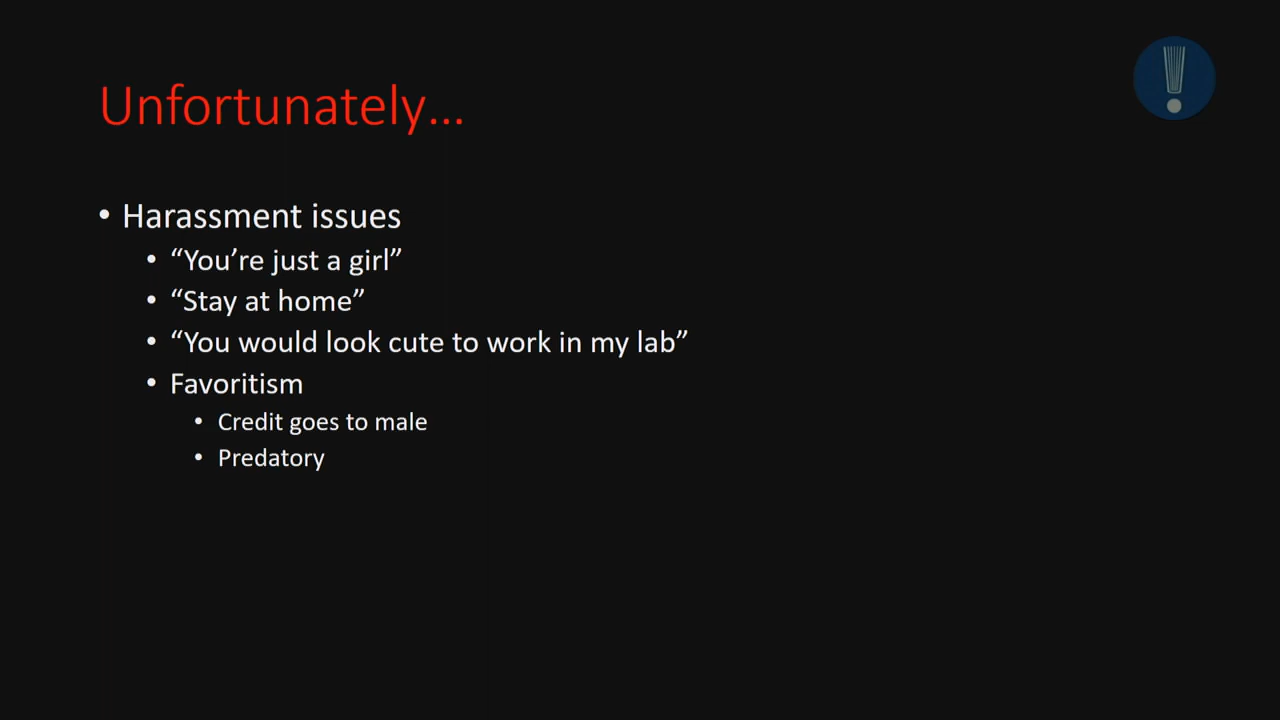 Unfortunately…
• Harassment issues
• “You’re just a girl”
• “Stay at home”
• “You would look cute to work in my lab”
• Favoritism
• Credit goes to male
• Predatory